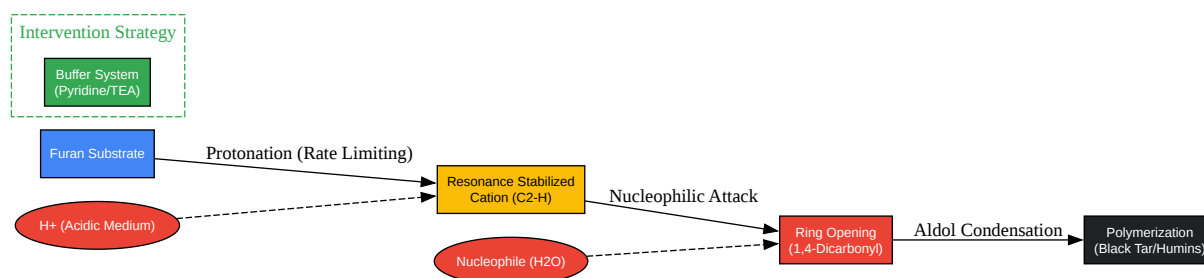 Intervention Strategy
Buffer System
(Pyridine/TEA)
Furan Substrate
Protonation (Rate Limiting)
H+ (Acidic Medium)
Resonance Stabilized
Cation (C2-H)
Nucleophilic Attack
Nucleophile (H2O)
Ring Opening
(1,4-Dicarbonyl)
Aldol Condensation
Polymerization
(Black Tar/Humins)